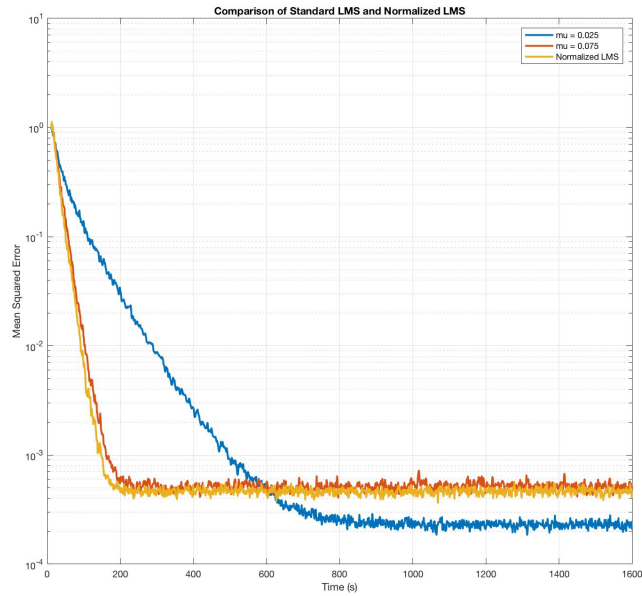 Comparison of Standard LMS and Normalized LMS
mu = 0.025
mu = 0.075
Normalized LMS
Mean Squared Error
10^1
10^0
10^-1
10^-2
10^-3
10^-4
0 200 400 600 800 1000 1200 1400 1600
Time (s)